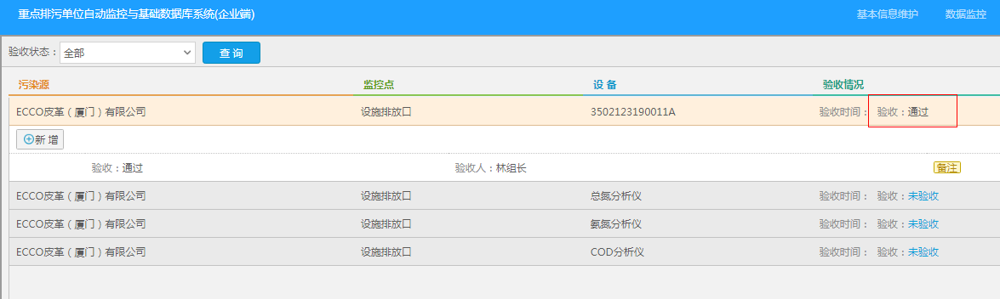 重点排污单位自动监控与基础数据库系统(企业端) 基本信息维护 数据监控
验收状态： 全部 查 询
污染源 监控点 设 备 验收情况
ECCO皮革（厦门）有限公司 设施排放口 3502123190011A 验收时间： 验收：通过
新 增
验收：通过 验收人：林组长 备注
ECCO皮革（厦门）有限公司 设施排放口 总氮分析仪 验收时间： 验收：未验收
ECCO皮革（厦门）有限公司 设施排放口 氨氮分析仪 验收时间： 验收：未验收
ECCO皮革（厦门）有限公司 设施排放口 COD分析仪 验收时间： 验收：未验收